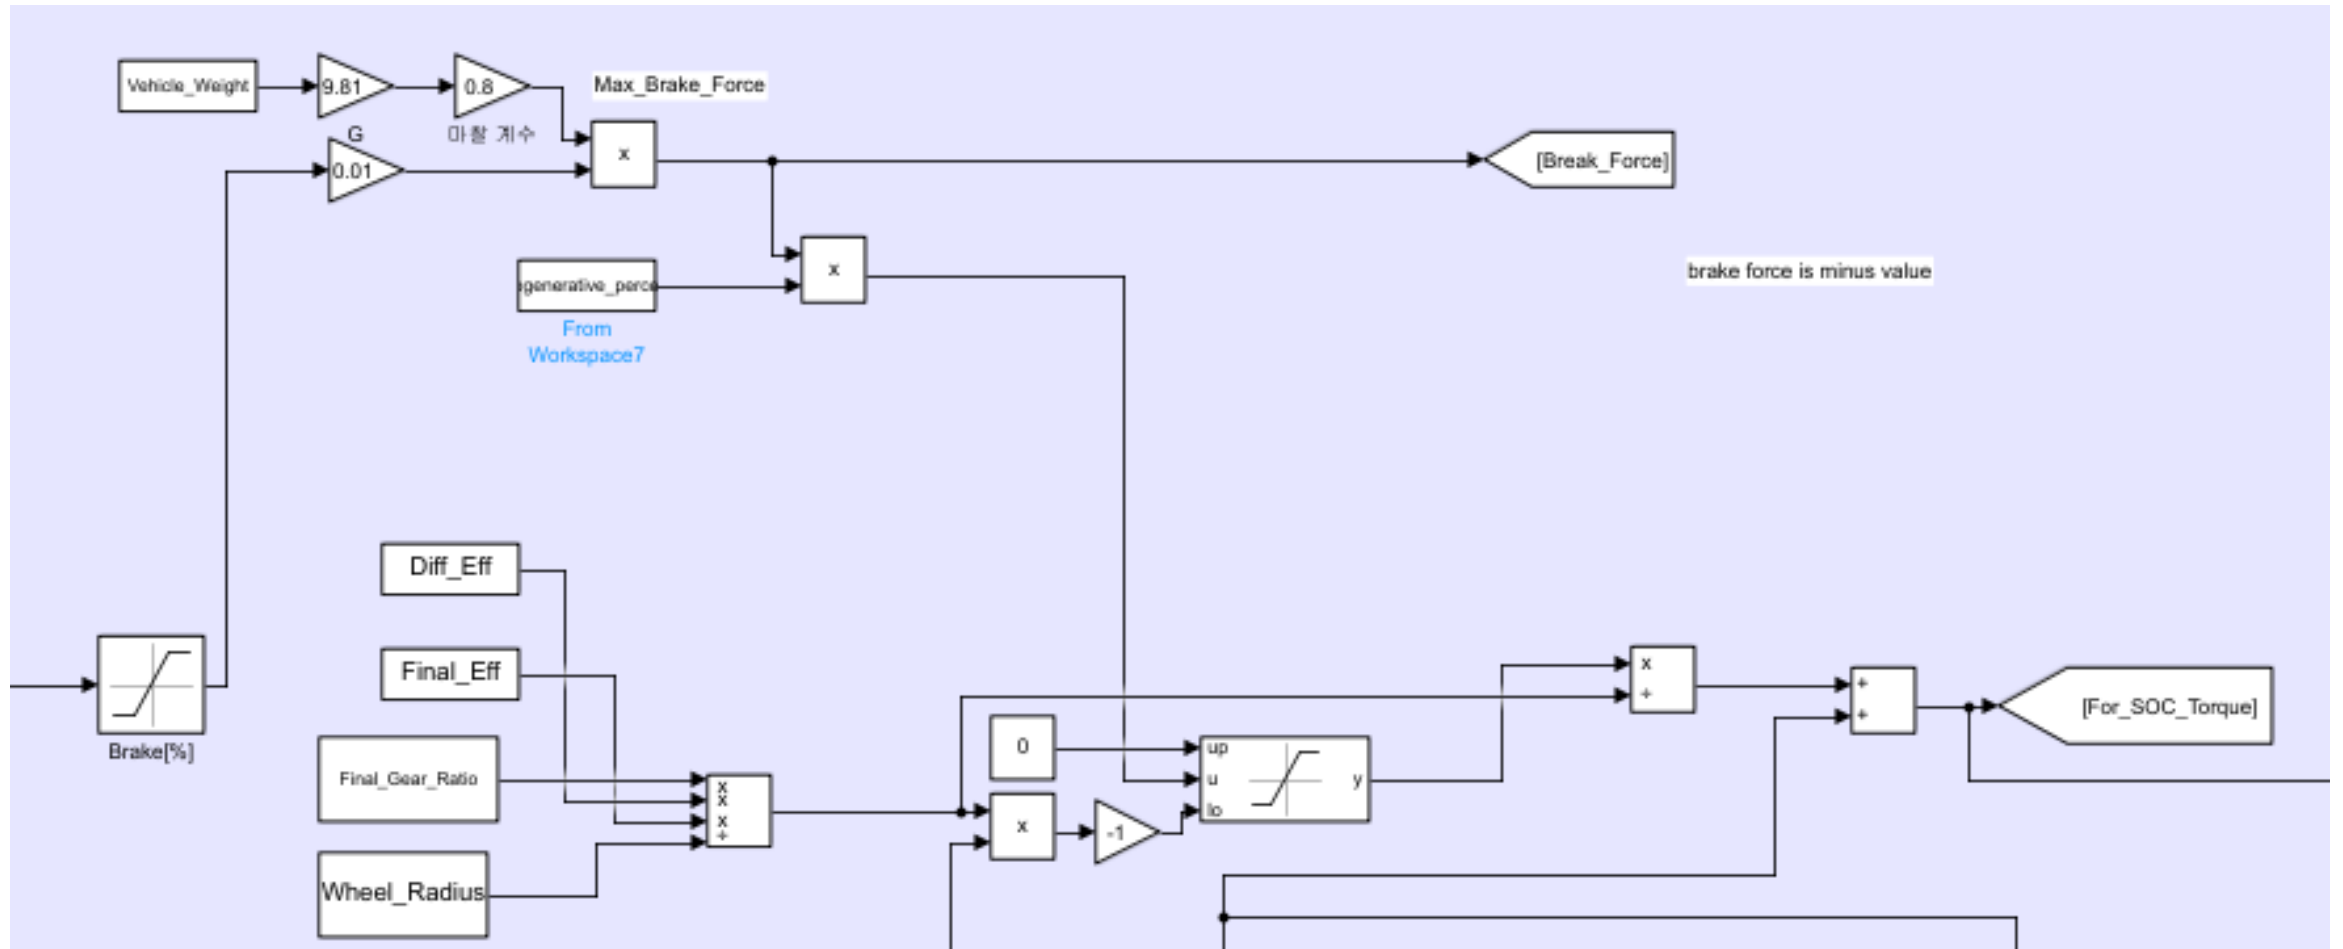 Vehicle_Weight
9.81
0.8
Max_Brake_Force
G
마찰 계수
0.01
x
[Break_Force]
x
generative_perce
From
Workspace7
brake force is minus value
Diff_Eff
Final_Eff
Brake[%]
Final_Gear_Ratio
Wheel_Radius
x
x
x
÷
0
x
-1
up
u
lo
y
x
÷
+
+
[For_SOC_Torque]